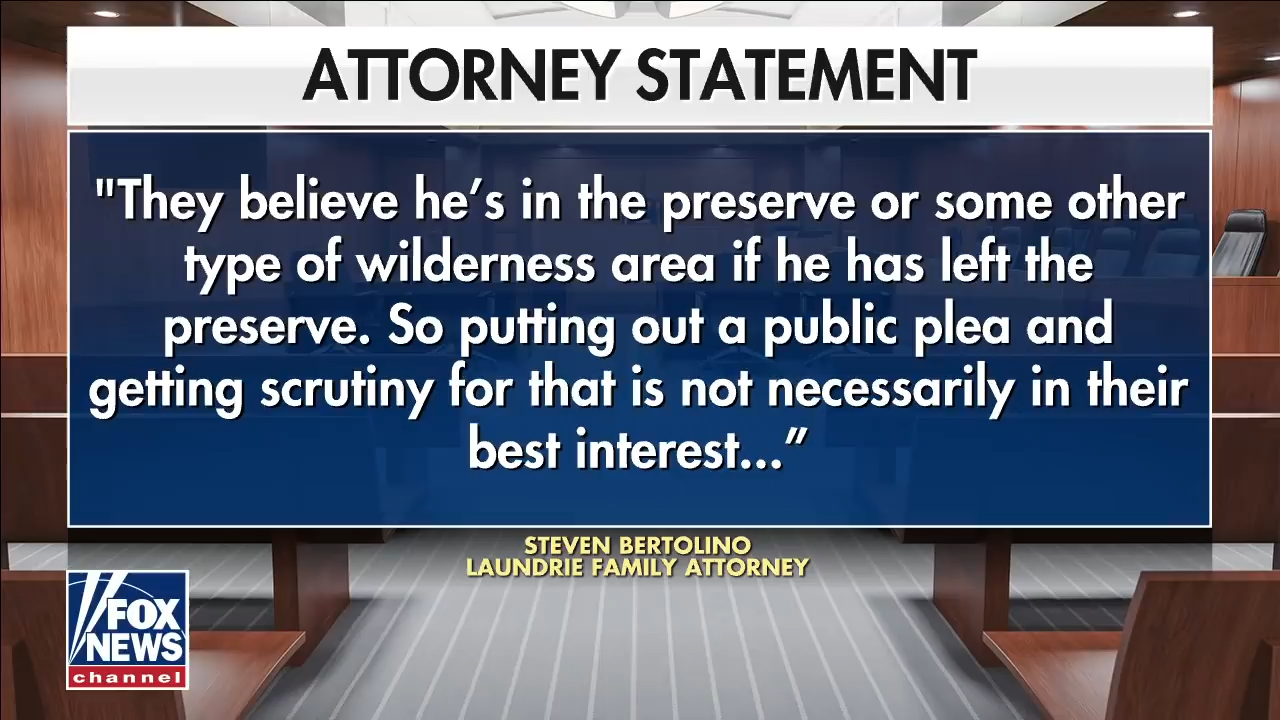 ATTORNEY STATEMENT
"They believe he’s in the preserve or some other
type of wilderness area if he has left the
preserve. So putting out a public plea and
getting scrutiny for that is not necessarily in their
best interest...”
STEVEN BERTOLINO
LAUNDRIE FAMILY ATTORNEY
FOX
NEWS
channel